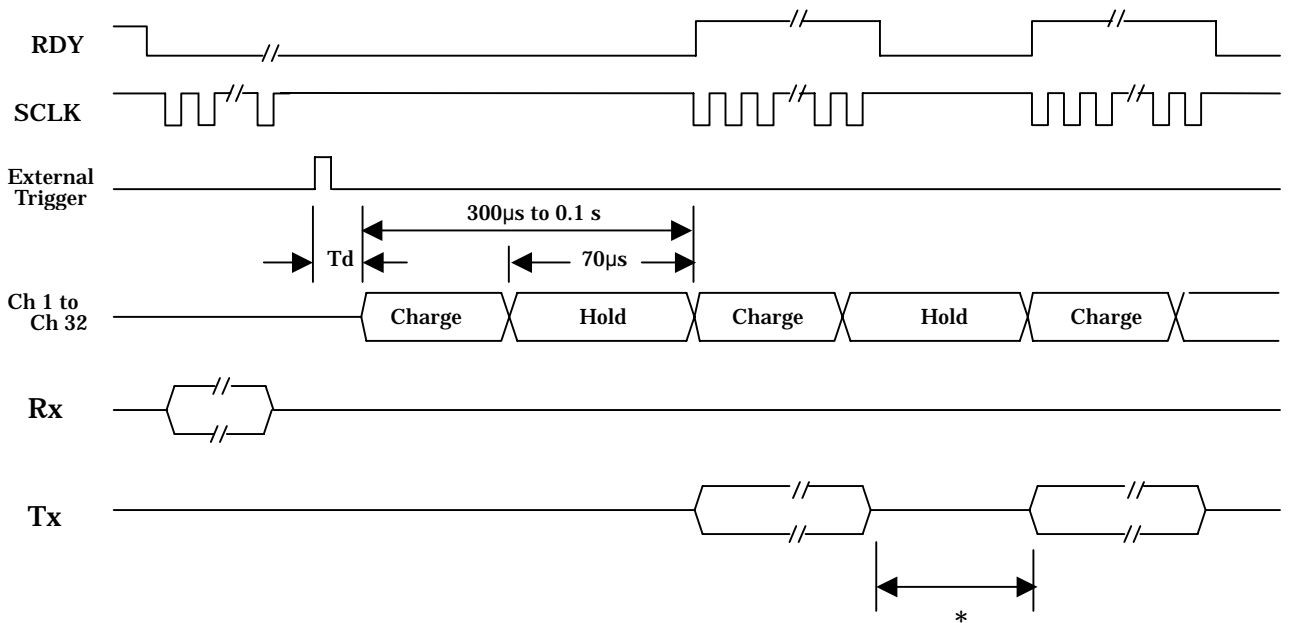 RDY
SCLK
External
Trigger
300µs to 0.1 s
Td
70µs
Ch 1 to
Ch 32
Charge
Hold
Charge
Hold
Charge
Rx
Tx
*